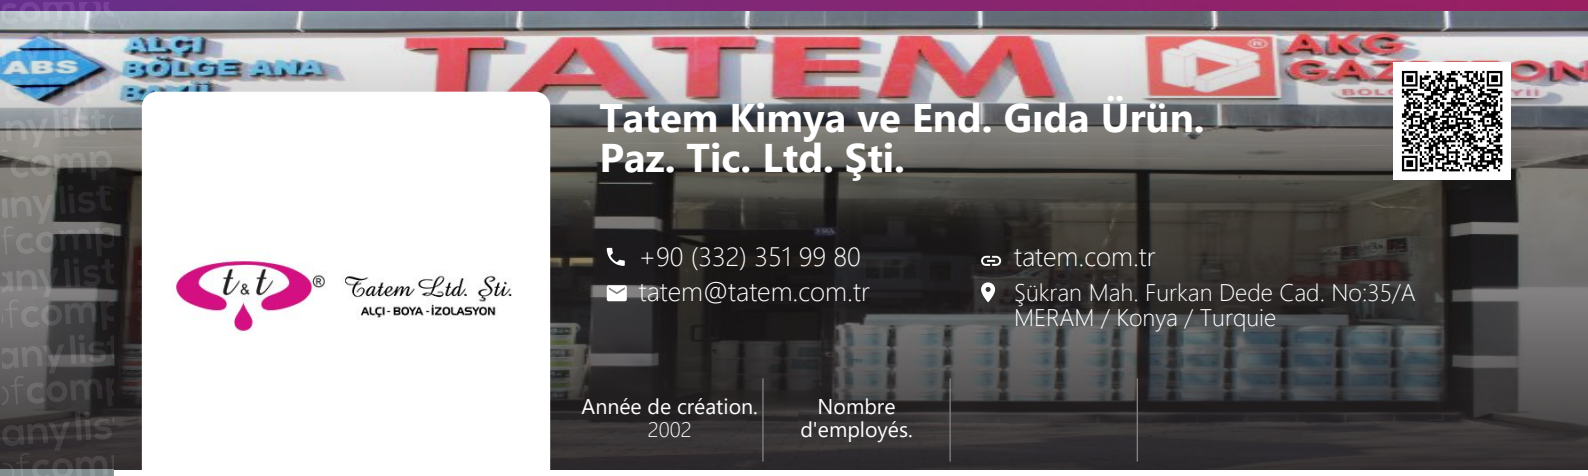 ABS
ALÇI
BÖLGE ANA
TATEM
AKG
Tatem Kimya ve End. Gıda Ürün.
Paz. Tic. Ltd. Şti.
t&t®
Tatem Ltd. Şti.
ALÇI - BOYA - İZOLASYON
+90 (332) 351 99 80
tatem@tatem.com.tr
tatem.com.tr
Şükran Mah. Furkan Dede Cad. No:35/A
MERAM / Konya / Turquie
Année de création.
2002
Nombre
d'employés.